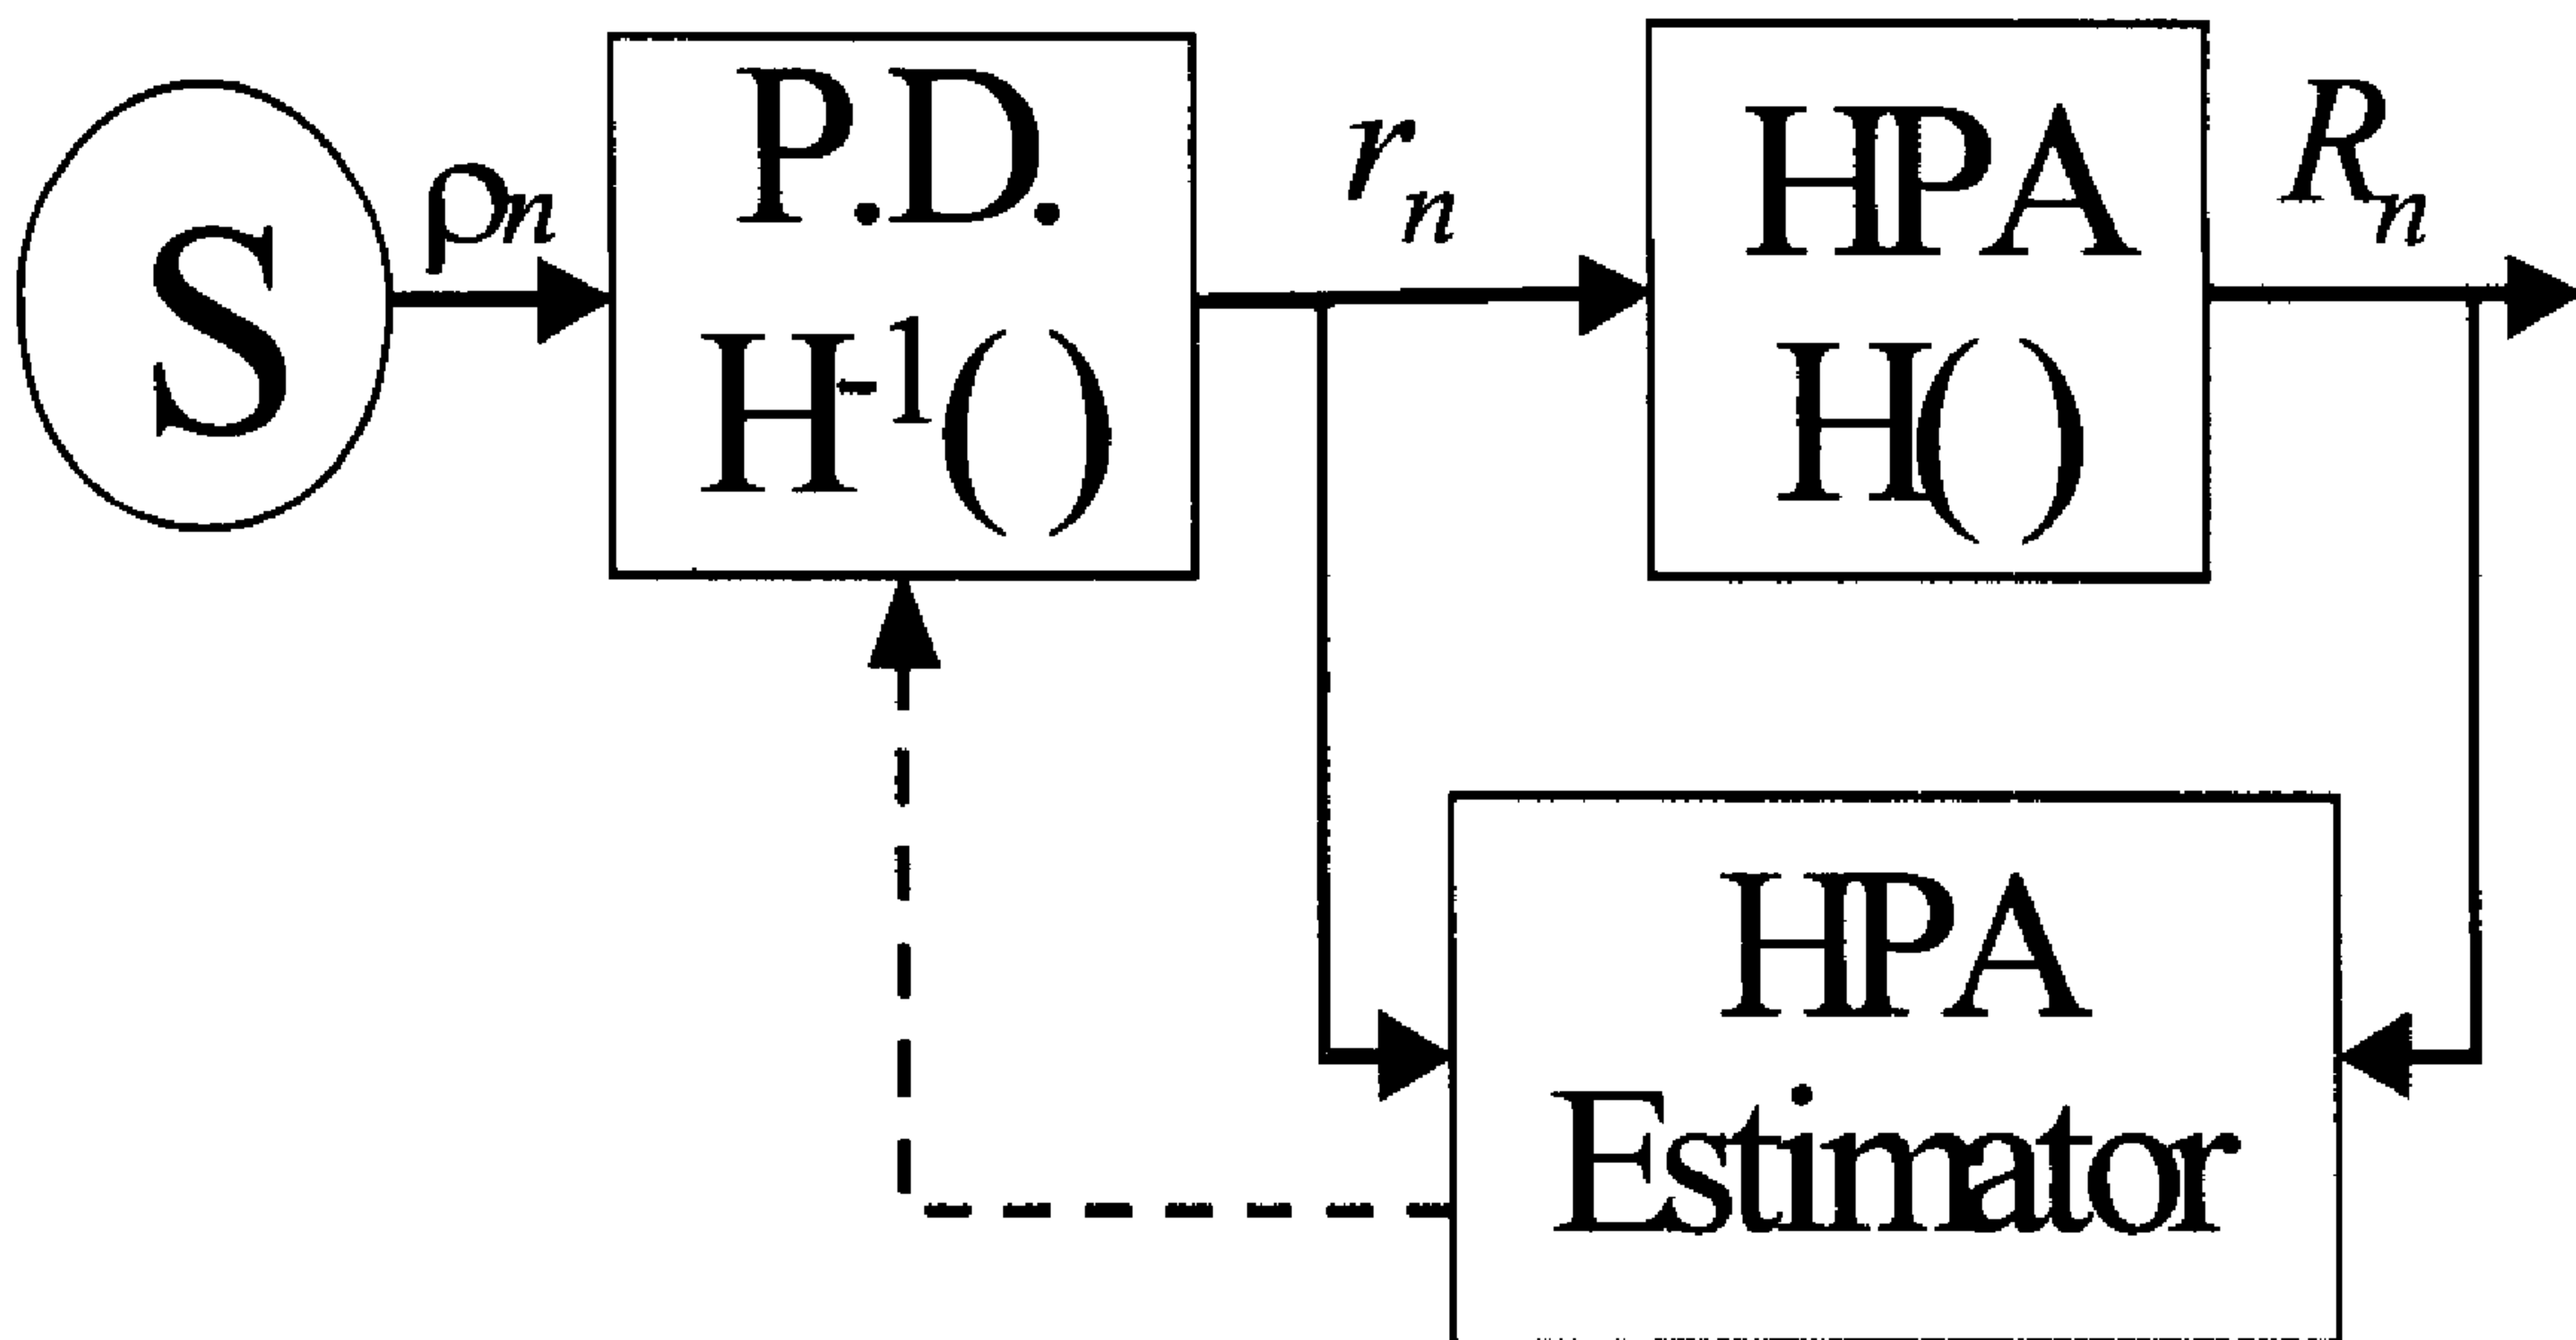 S
ρn
P.D.
H-1( )
rn
HPA
H( )
Rn
HPA
Estimator